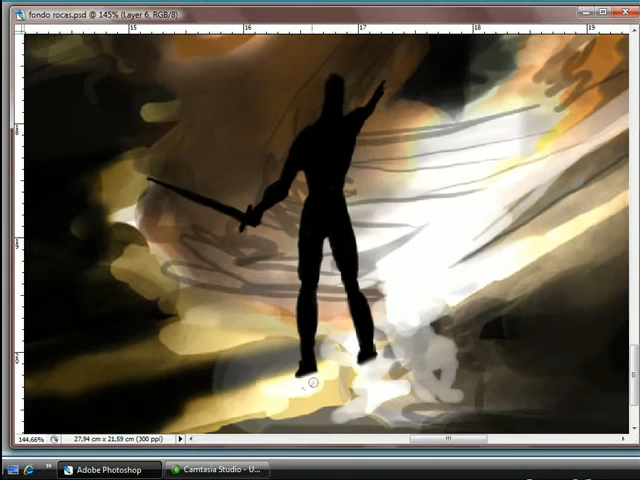 fondo rocas.psd @ 145% (Layer 6, RGB/8)
15 16 17 18 19
144,66% 27,94 cm x 21,59 cm (300 ppi)
Adobe Photoshop Camtasia Studio - U...